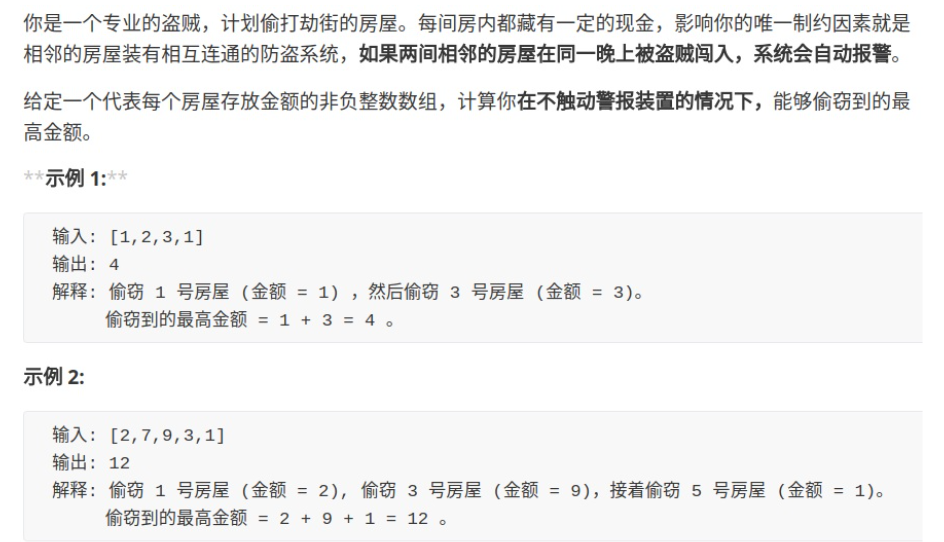 你是一个专业的盗贼，计划偷打劫街的房屋。每间房内都藏有一定的现金，影响你的唯一制约因素就是
相邻的房屋装有相互连通的防盗系统，如果两间相邻的房屋在同一晚上被盗贼闯入，系统会自动报警。
给定一个代表每个房屋存放金额的非负整数数组，计算你在不触动警报装置的情况下，能够偷窃到的最
高金额。
**示例 1:**
输入: [1,2,3,1]
输出: 4
解释: 偷窃 1 号房屋 (金额 = 1) ，然后偷窃 3 号房屋 (金额 = 3)。
偷窃到的最高金额 = 1 + 3 = 4 。
示例 2:
输入: [2,7,9,3,1]
输出: 12
解释: 偷窃 1 号房屋 (金额 = 2), 偷窃 3 号房屋 (金额 = 9)，接着偷窃 5 号房屋 (金额 = 1)。
偷窃到的最高金额 = 2 + 9 + 1 = 12 。